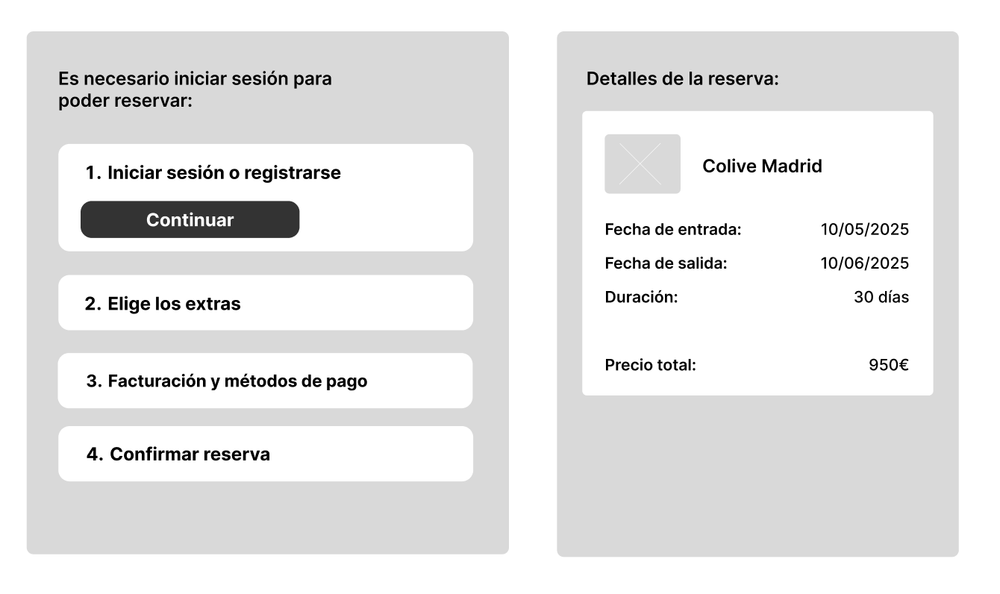 Es necesario iniciar sesión para
poder reservar:
1. Iniciar sesión o registrarse
Continuar
2. Elige los extras
3. Facturación y métodos de pago
4. Confirmar reserva
Detalles de la reserva:
Colive Madrid
Fecha de entrada: 10/05/2025
Fecha de salida: 10/06/2025
Duración: 30 días
Precio total: 950€